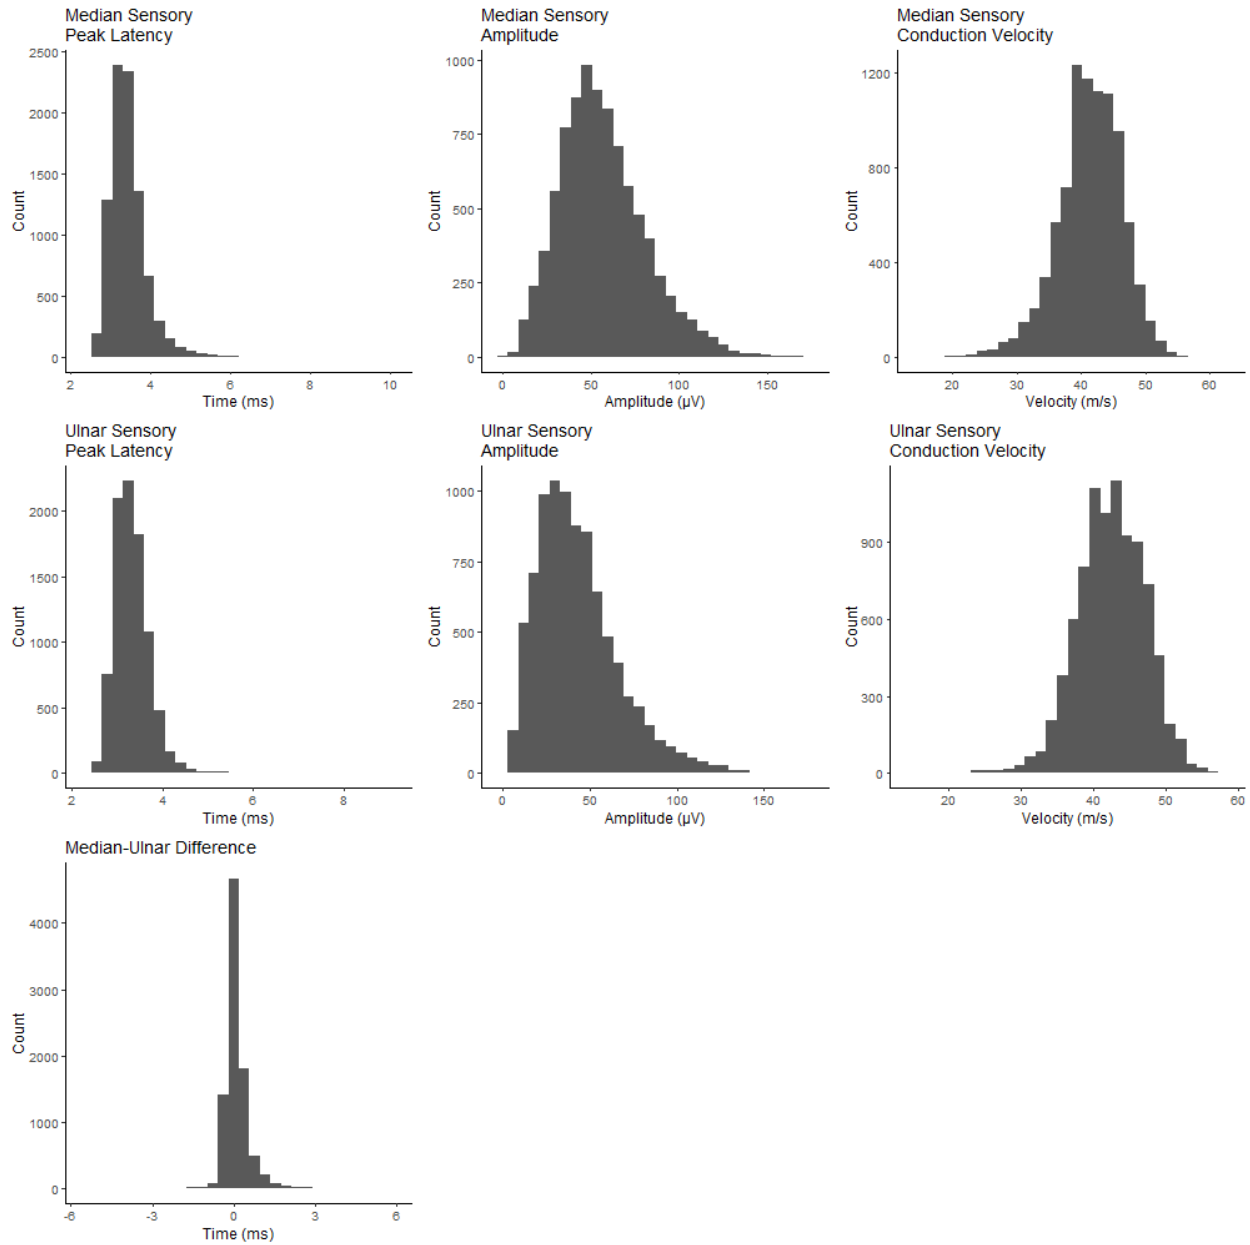 Median Sensory
Peak Latency
2500
2000
1500
1000
500
0
Count
2 4 6 8 10
Time (ms)
Median Sensory
Amplitude
1000
750
500
250
0
Count
0 50 100 150
Amplitude (µV)
Median Sensory
Conduction Velocity
1200
800
400
0
Count
20 30 40 50 60
Velocity (m/s)
Ulnar Sensory
Peak Latency
2000
1500
1000
500
0
Count
2 4 6 8
Time (ms)
Ulnar Sensory
Amplitude
1000
750
500
250
0
Count
0 50 100 150
Amplitude (µV)
Ulnar Sensory
Conduction Velocity
900
600
300
0
Count
20 30 40 50 60
Velocity (m/s)
Median-Ulnar Difference
4000
3000
2000
1000
0
Count
-6 -3 0 3 6
Time (ms)